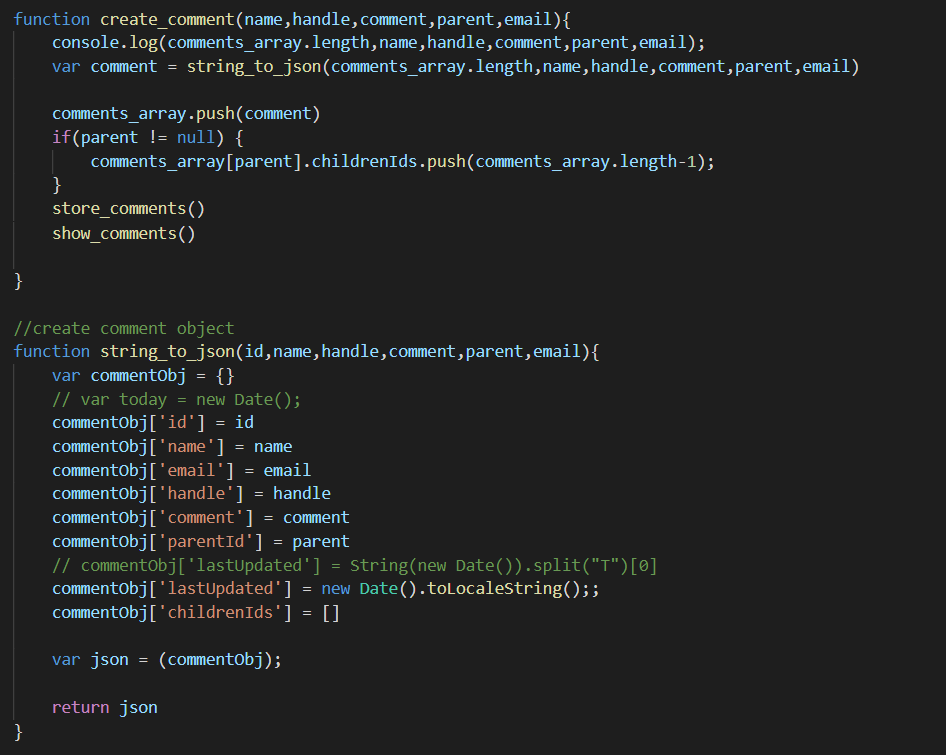 function create_comment(name,handle,comment,parent,email){
    console.log(comments_array.length,name,handle,comment,parent,email);
    var comment = string_to_json(comments_array.length,name,handle,comment,parent,email)

    comments_array.push(comment)
    if(parent != null) {
        comments_array[parent].childrenIds.push(comments_array.length-1);
    }
    store_comments()
    show_comments()

}

//create comment object
function string_to_json(id,name,handle,comment,parent,email){
    var commentObj = {}
    // var today = new Date();
    commentObj['id'] = id
    commentObj['name'] = name
    commentObj['email'] = email
    commentObj['handle'] = handle
    commentObj['comment'] = comment
    commentObj['parentId'] = parent
    // commentObj['lastUpdated'] = String(new Date()).split("T")[0]
    commentObj['lastUpdated'] = new Date().toLocaleString();;
    commentObj['childrenIds'] = []

    var json = (commentObj);

    return json
}